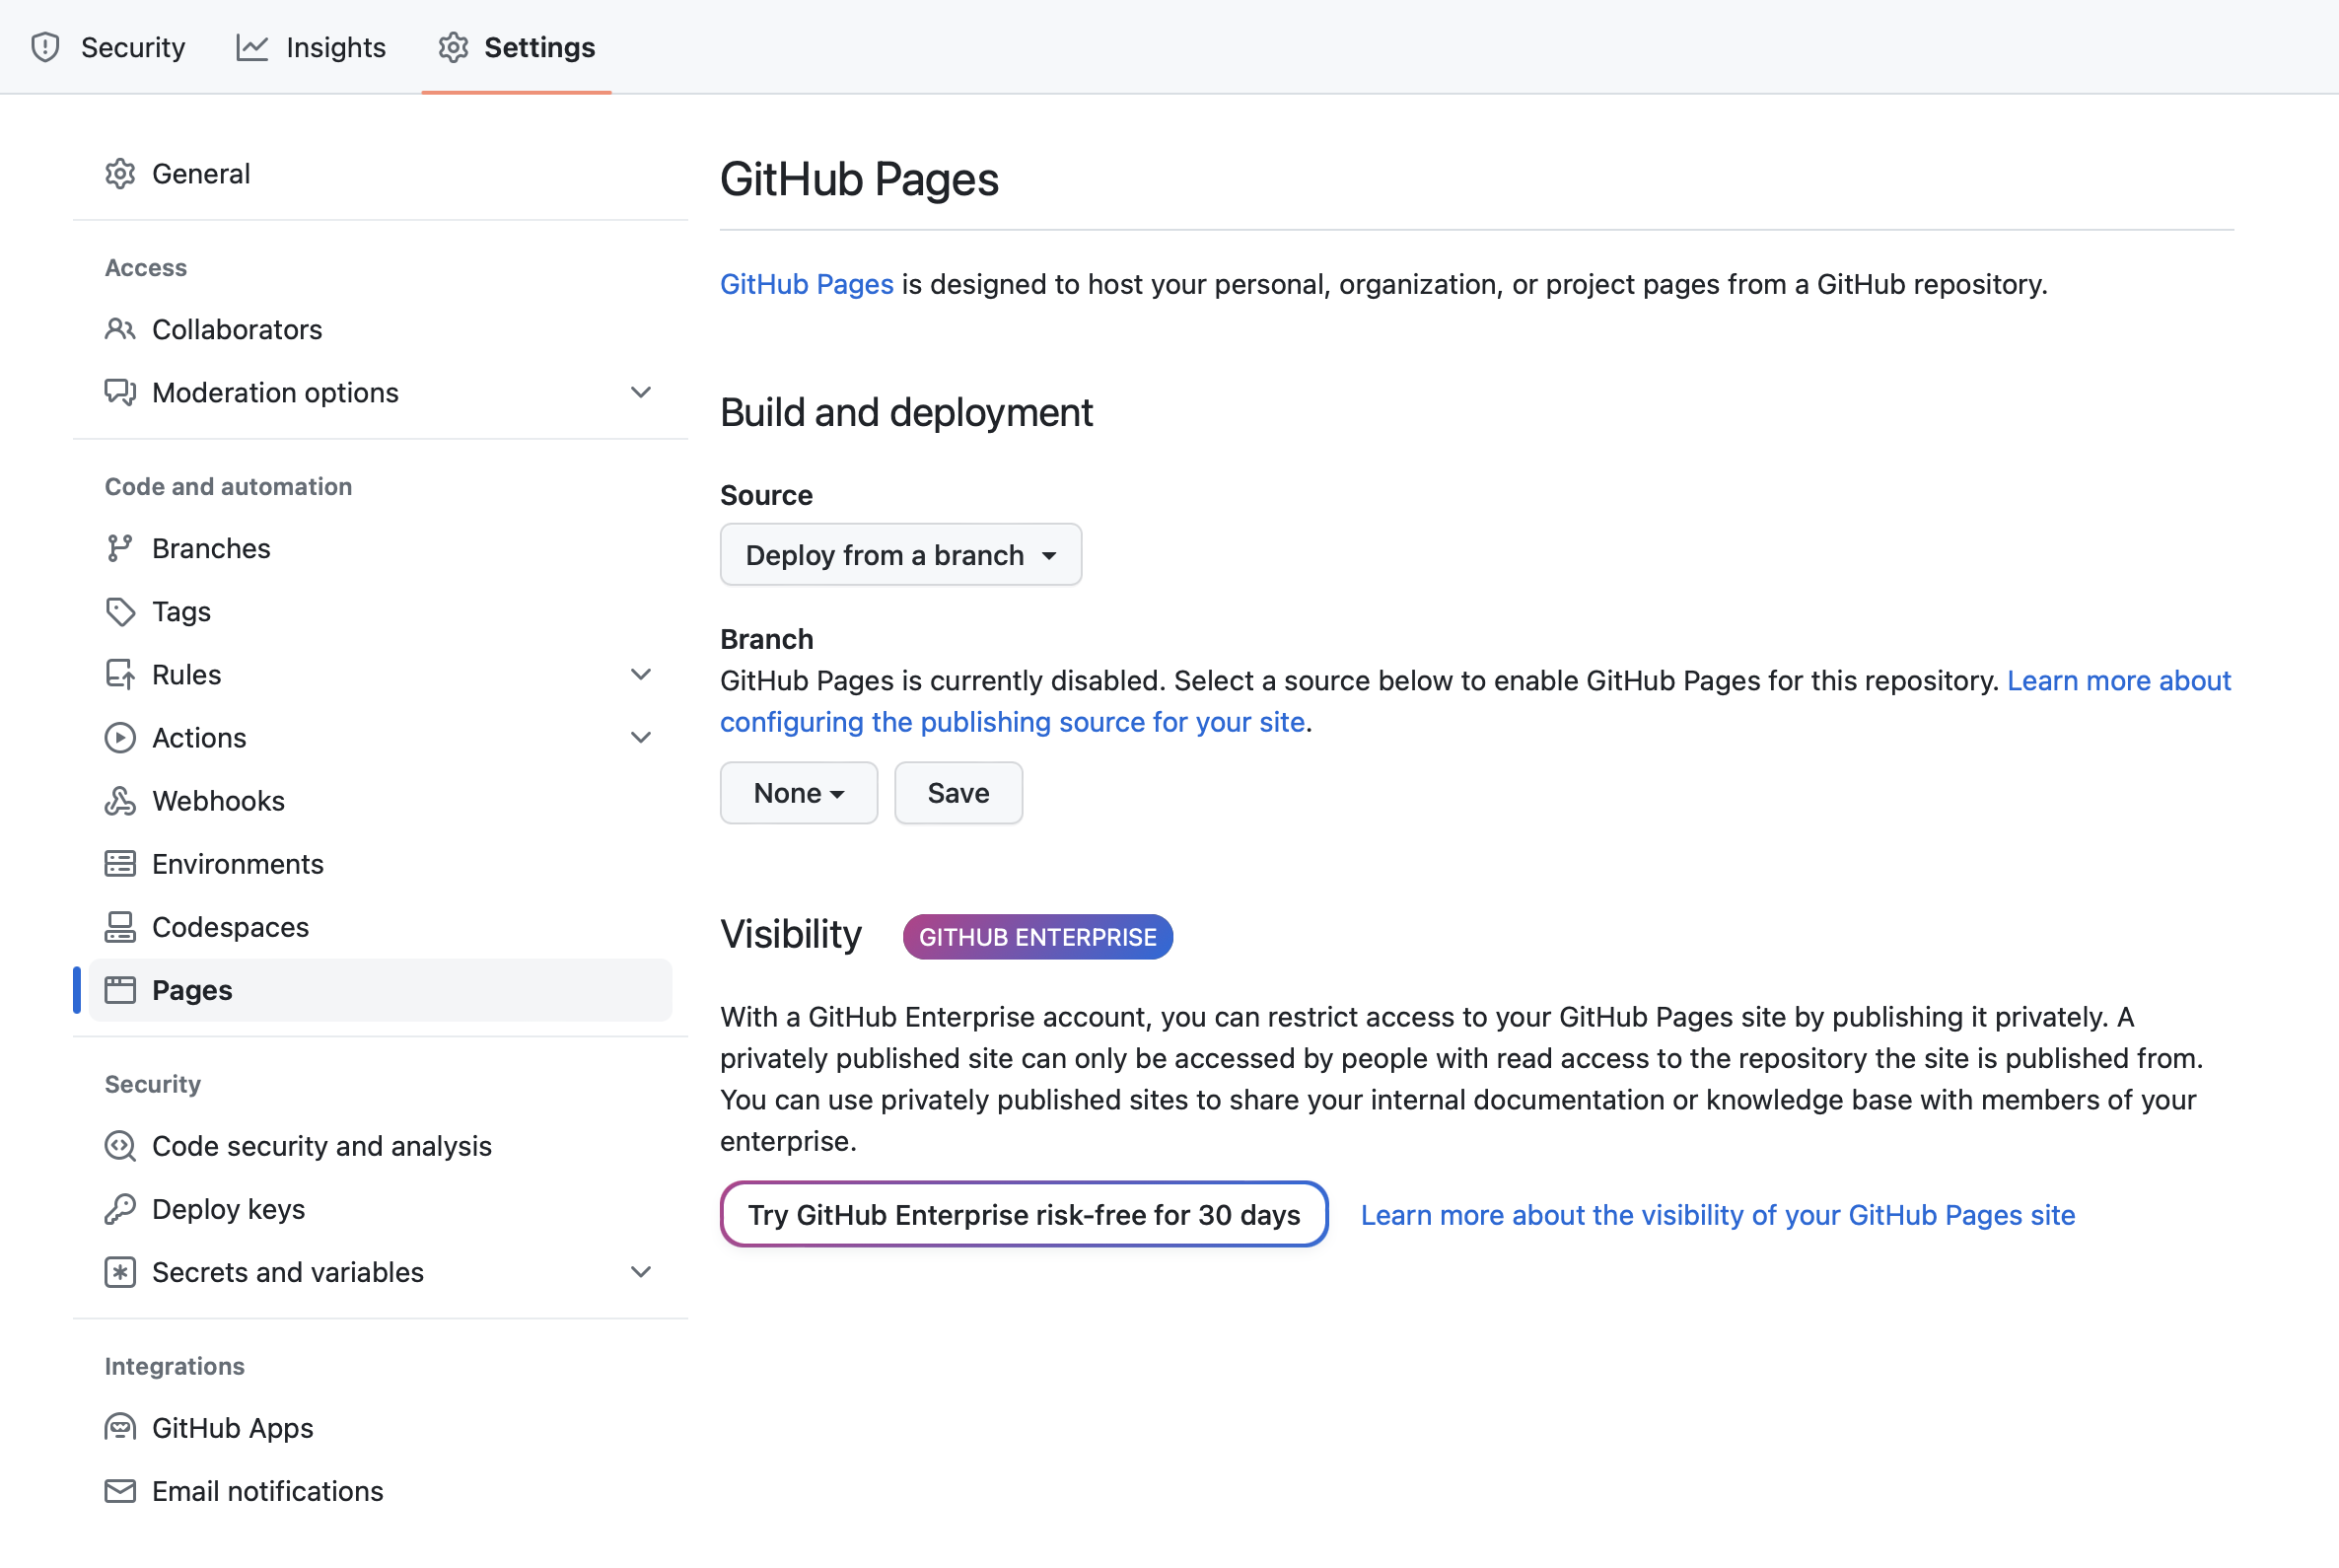 Security Insights Settings
General
Access
Collaborators
Moderation options
Code and automation
Branches
Tags
Rules
Actions
Webhooks
Environments
Codespaces
Pages
Security
Code security and analysis
Deploy keys
Secrets and variables
Integrations
GitHub Apps
Email notifications
GitHub Pages
GitHub Pages is designed to host your personal, organization, or project pages from a GitHub repository.
Build and deployment
Source
Deploy from a branch
Branch
GitHub Pages is currently disabled. Select a source below to enable GitHub Pages for this repository. Learn more about
configuring the publishing source for your site.
None Save
Visibility GITHUB ENTERPRISE
With a GitHub Enterprise account, you can restrict access to your GitHub Pages site by publishing it privately. A
privately published site can only be accessed by people with read access to the repository the site is published from.
You can use privately published sites to share your internal documentation or knowledge base with members of your
enterprise.
Try GitHub Enterprise risk-free for 30 days Learn more about the visibility of your GitHub Pages site